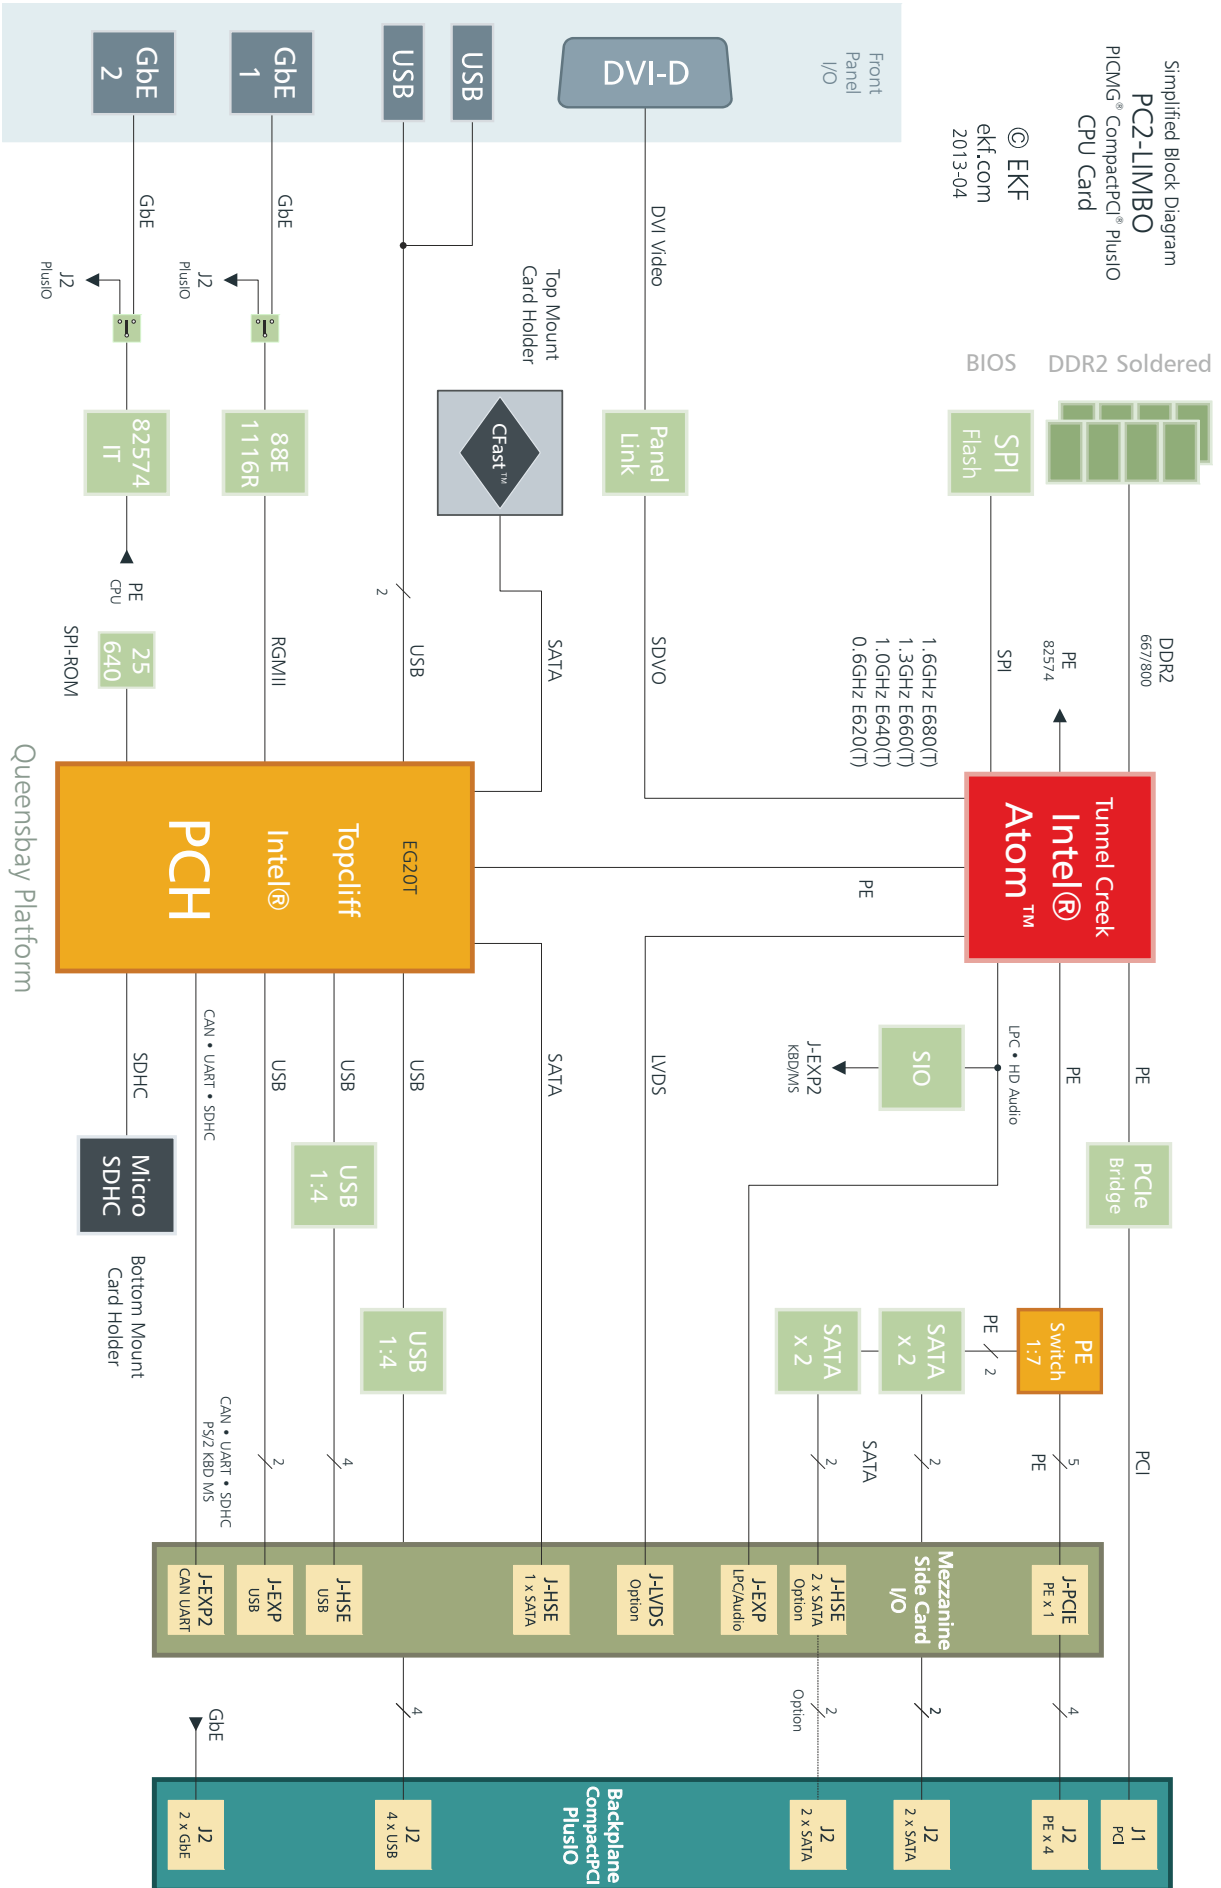 Simplified Block Diagram
PC2-LIMBO
PICMG® CompactPCI® PlusIO
CPU Card
© EKF
ekf.com
2013-04
Front
Panel
I/O
DVI-D
USB
USB
GbE
1
GbE
2
DVI Video
GbE
GbE
J2
PlusIO
J2
PlusIO
Top Mount
Card Holder
DDR2 Soldered
BIOS
SPI
Flash
Panel
Link
CFast™
88E
1116R
82574
IT
PE
CPU
25
640
SPI-ROM
DDR2
667/800
PE
82574
SPI
1.6GHz E680(T)
1.3GHz E660(T)
1.0GHz E640(T)
0.6GHz E620(T)
SDVO
SATA
USB
2
RGMII
Tunnel Creek
Intel®
Atom™
PE
EG20T
Topcliff
Intel®
PCH
Queensbay Platform
PE
PE
LPC • HD Audio
SIO
J-EXP2
KBD/MS
LVDS
SATA
USB
USB
USB
CAN • UART • SDHC
SDHC
PCIe
Bridge
USB
1:4
USB
1:4
Micro
SDHC
Bottom Mount
Card Holder
PE
Switch
1:7
PE
2
SATA
x 2
SATA
x 2
PCI
5
PE
2
SATA
2
4
2
CAN • UART • SDHC
PS/2 KBD MS
Mezzanine
Side Card
I/O
J-PCIE
PE x 1
J-HSE
2 x SATA
Option
J-EXP
LPC/Audio
J-LVDS
Option
J-HSE
1 x SATA
J-HSE
USB
J-EXP
USB
J-EXP2
CAN UART
4
2
2
Option
4
GbE
Backplane
CompactPCI
PlusIO
J1
PCI
J2
PE x 4
J2
2 x SATA
J2
2 x SATA
J2
4 x USB
J2
2 x GbE